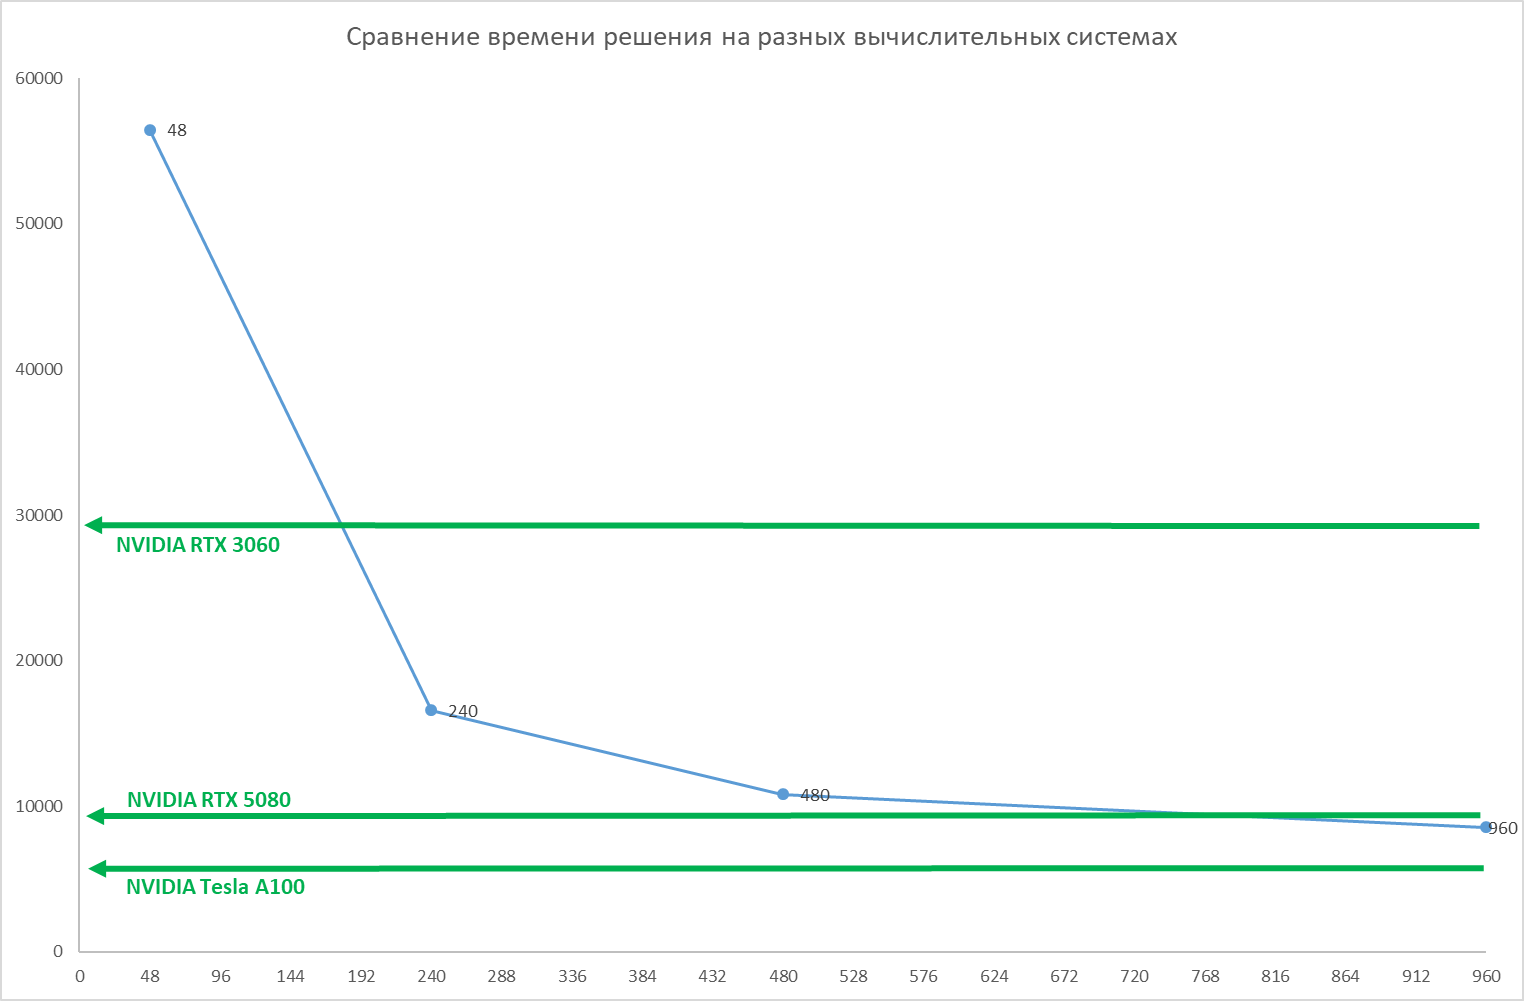 Сравнение времени решения на разных вычислительных системах
60000
50000
40000
30000
20000
10000
0
48
240
480
960
NVIDIA RTX 3060
NVIDIA RTX 5080
NVIDIA Tesla A100
0 48 96 144 192 240 288 336 384 432 480 528 576 624 672 720 768 816 864 912 960